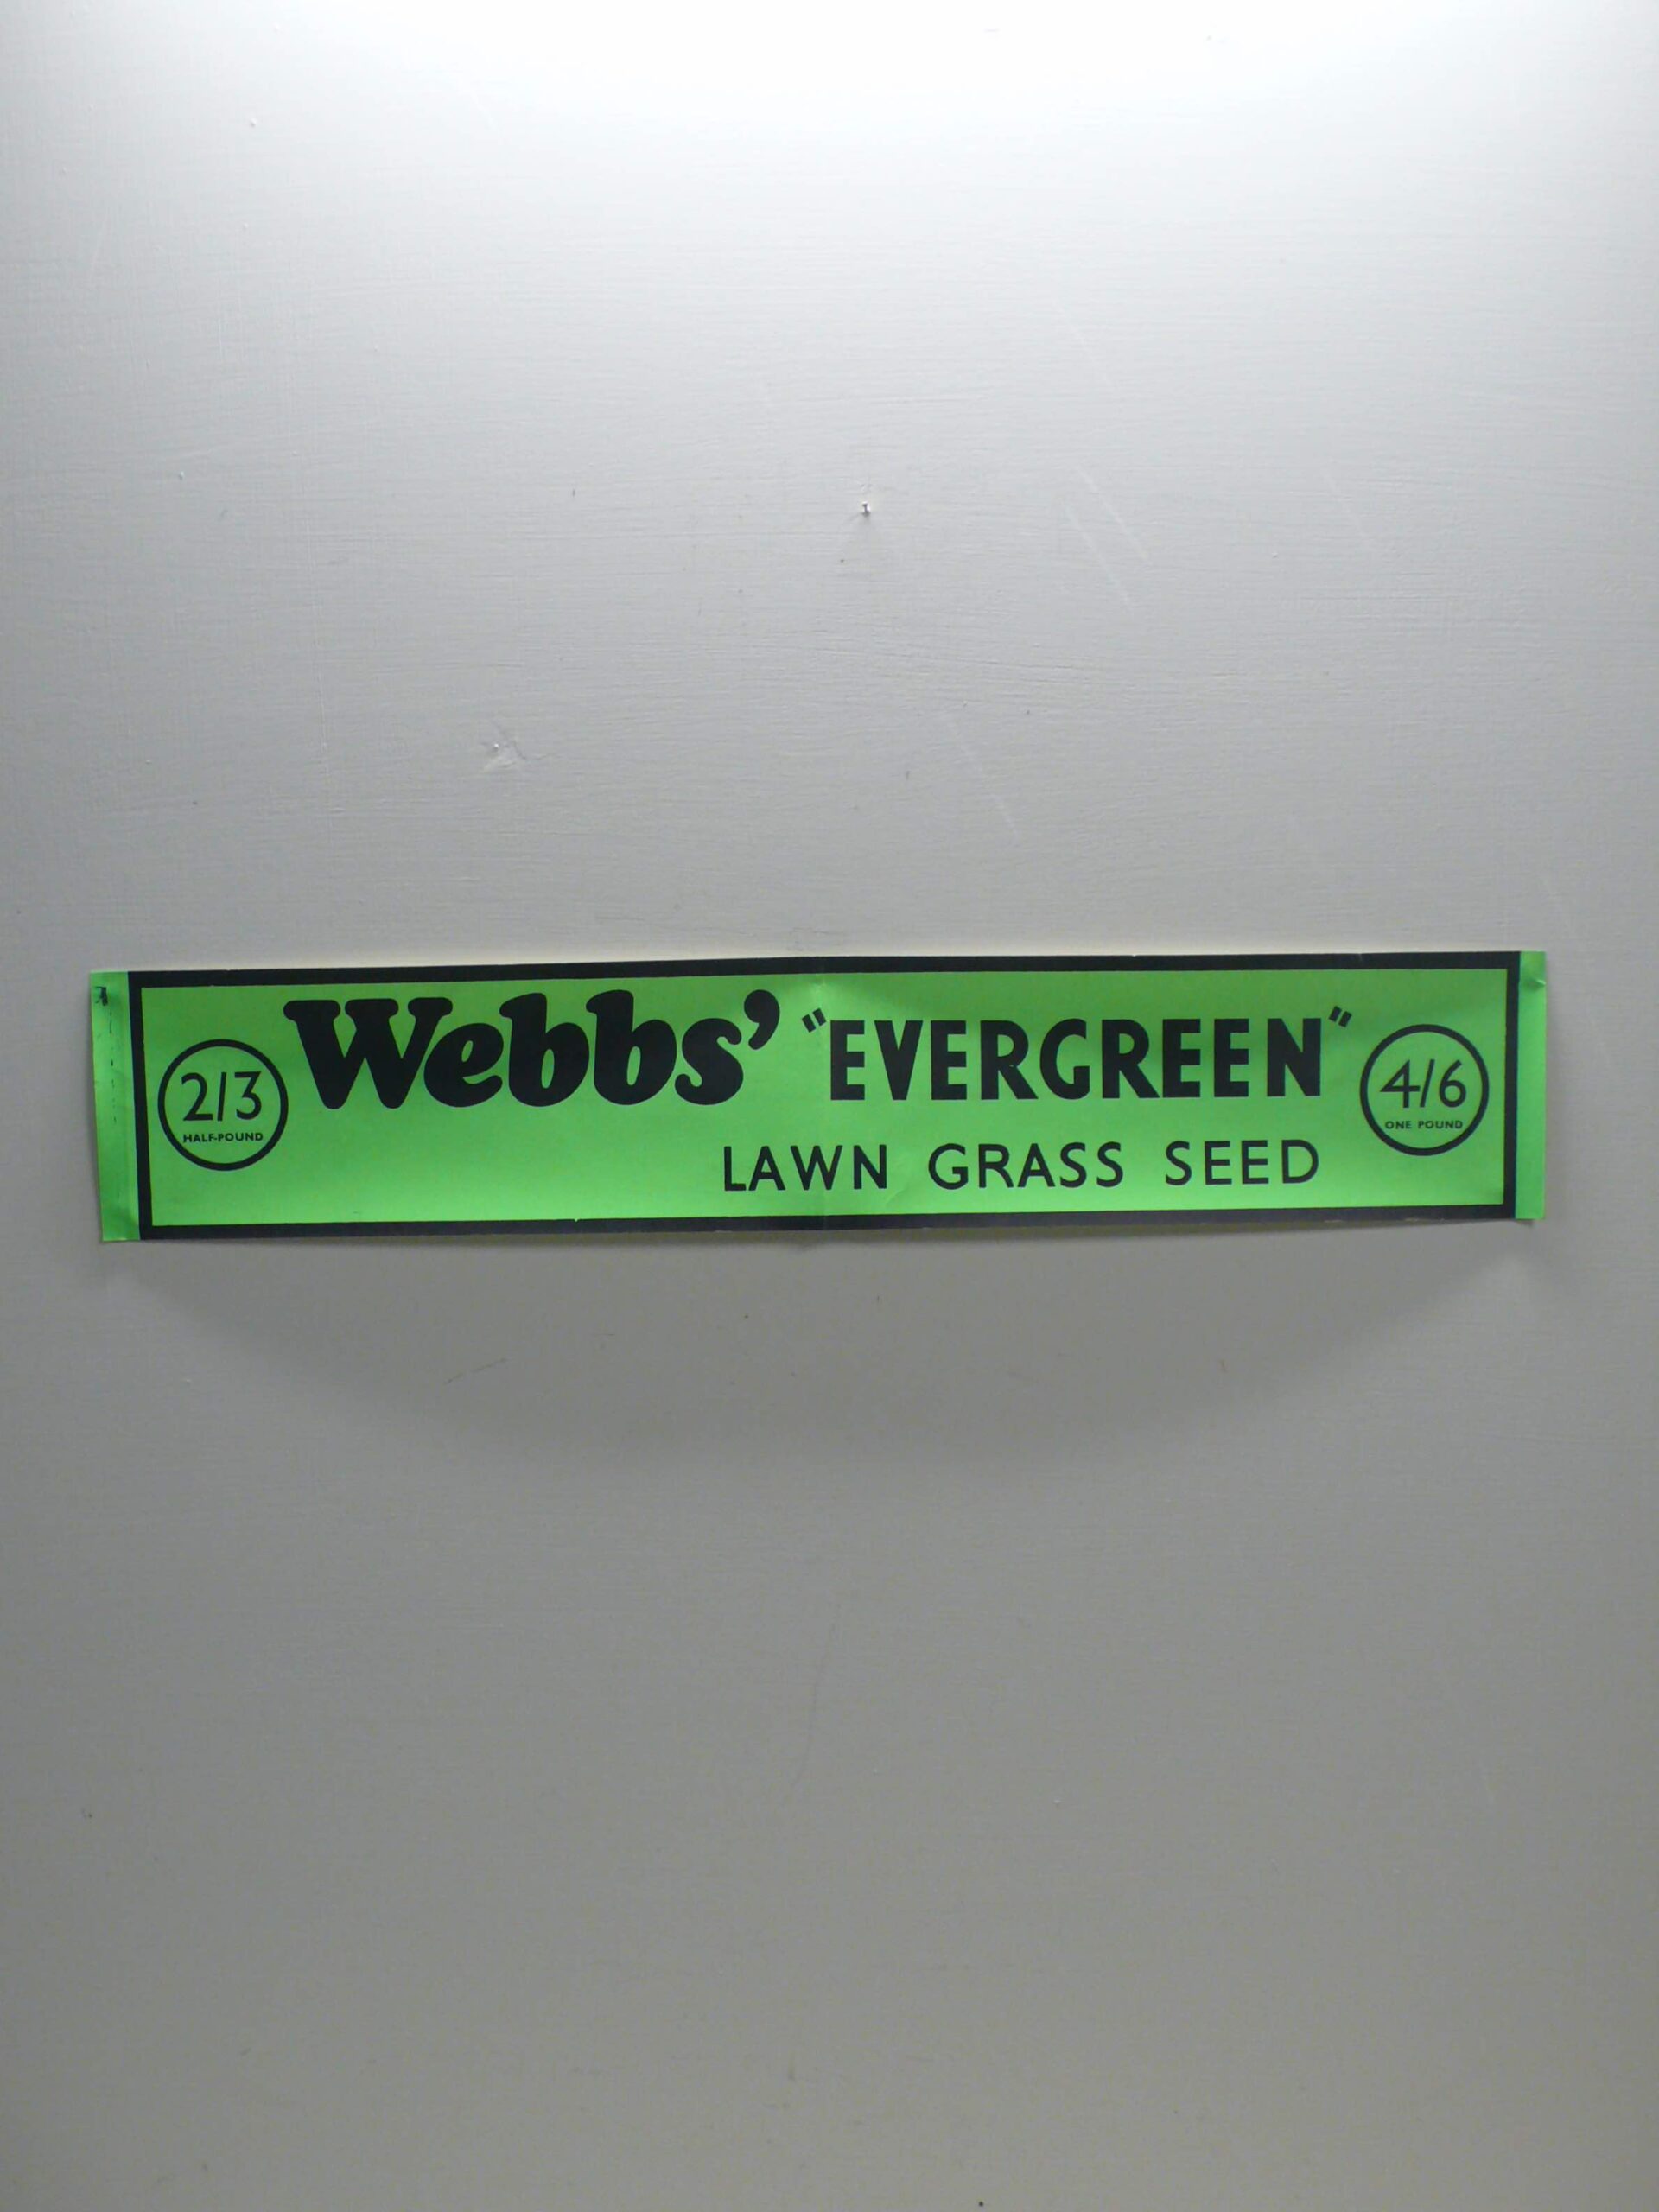 Webbs' "EVERGREEN"
2/3
HALF-POUND
4/6
ONE POUND
LAWN GRASS SEED